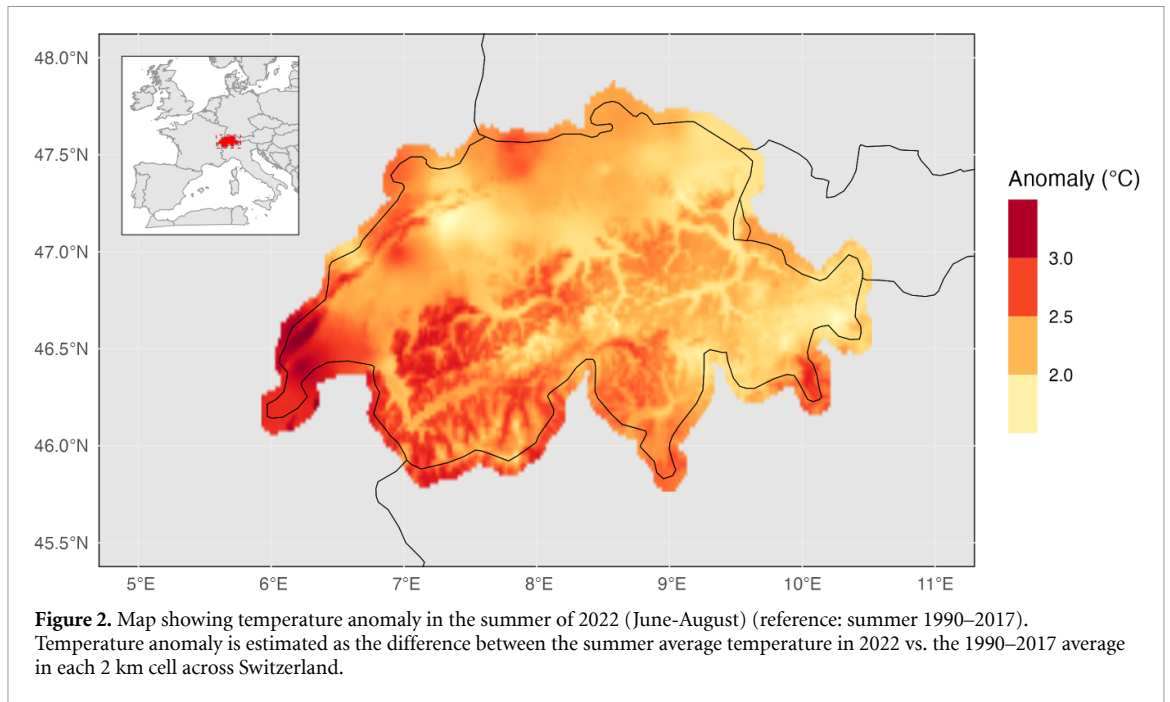 48.0°N
47.5°N
47.0°N
46.5°N
46.0°N
45.5°N
5°E 6°E 7°E 8°E 9°E 10°E 11°E
Anomaly (°C)
3.0
2.5
2.0
Figure 2. Map showing temperature anomaly in the summer of 2022 (June-August) (reference: summer 1990–2017).
Temperature anomaly is estimated as the difference between the summer average temperature in 2022 vs. the 1990–2017 average
in each 2 km cell across Switzerland.